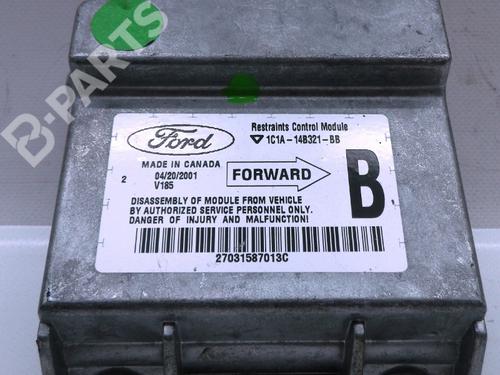 B-PARTS
Ford
Restraints Control Module
1C1A-14B321-BB
MADE IN CANADA
2 04/20/2001
V185
FORWARD
B
DISASSEMBLY OF MODULE FROM VEHICLE
BY AUTHORIZED SERVICE PERSONNEL ONLY.
DANGER OF INJURY AND MALFUNCTION!
27031587013C